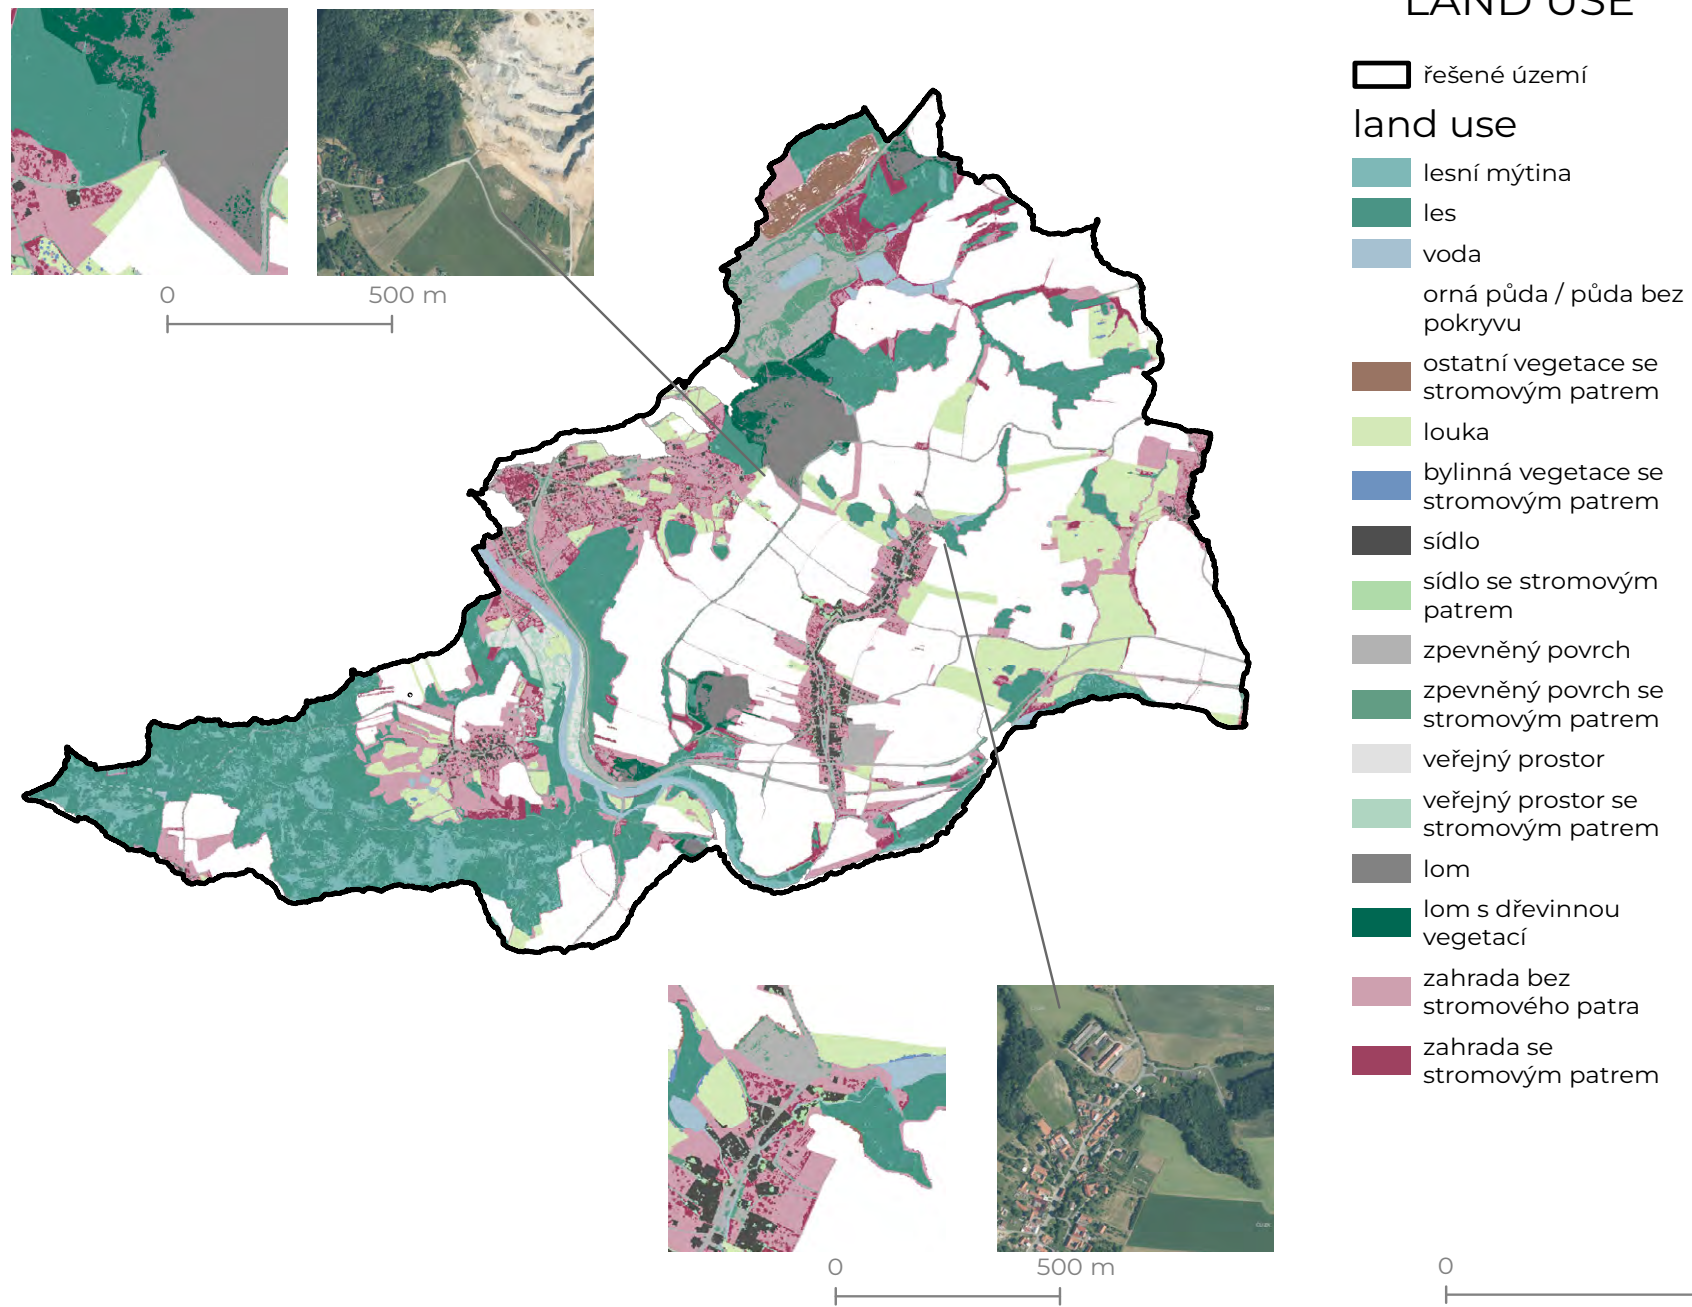 LAND USE
řešené území
land use
lesní mýtina
les
voda
orná půda / půda bez
pokryvu
ostatní vegetace se
stromovým patrem
louka
bylinná vegetace se
stromovým patrem
sídlo
sídlo se stromovým
patrem
zpevněný povrch
zpevněný povrch se
stromovým patrem
veřejný prostor
veřejný prostor se
stromovým patrem
lom
lom s dřevinnou
vegetací
zahrada bez
stromového patra
zahrada se
stromovým patrem
0 500 m
0 500 m
0